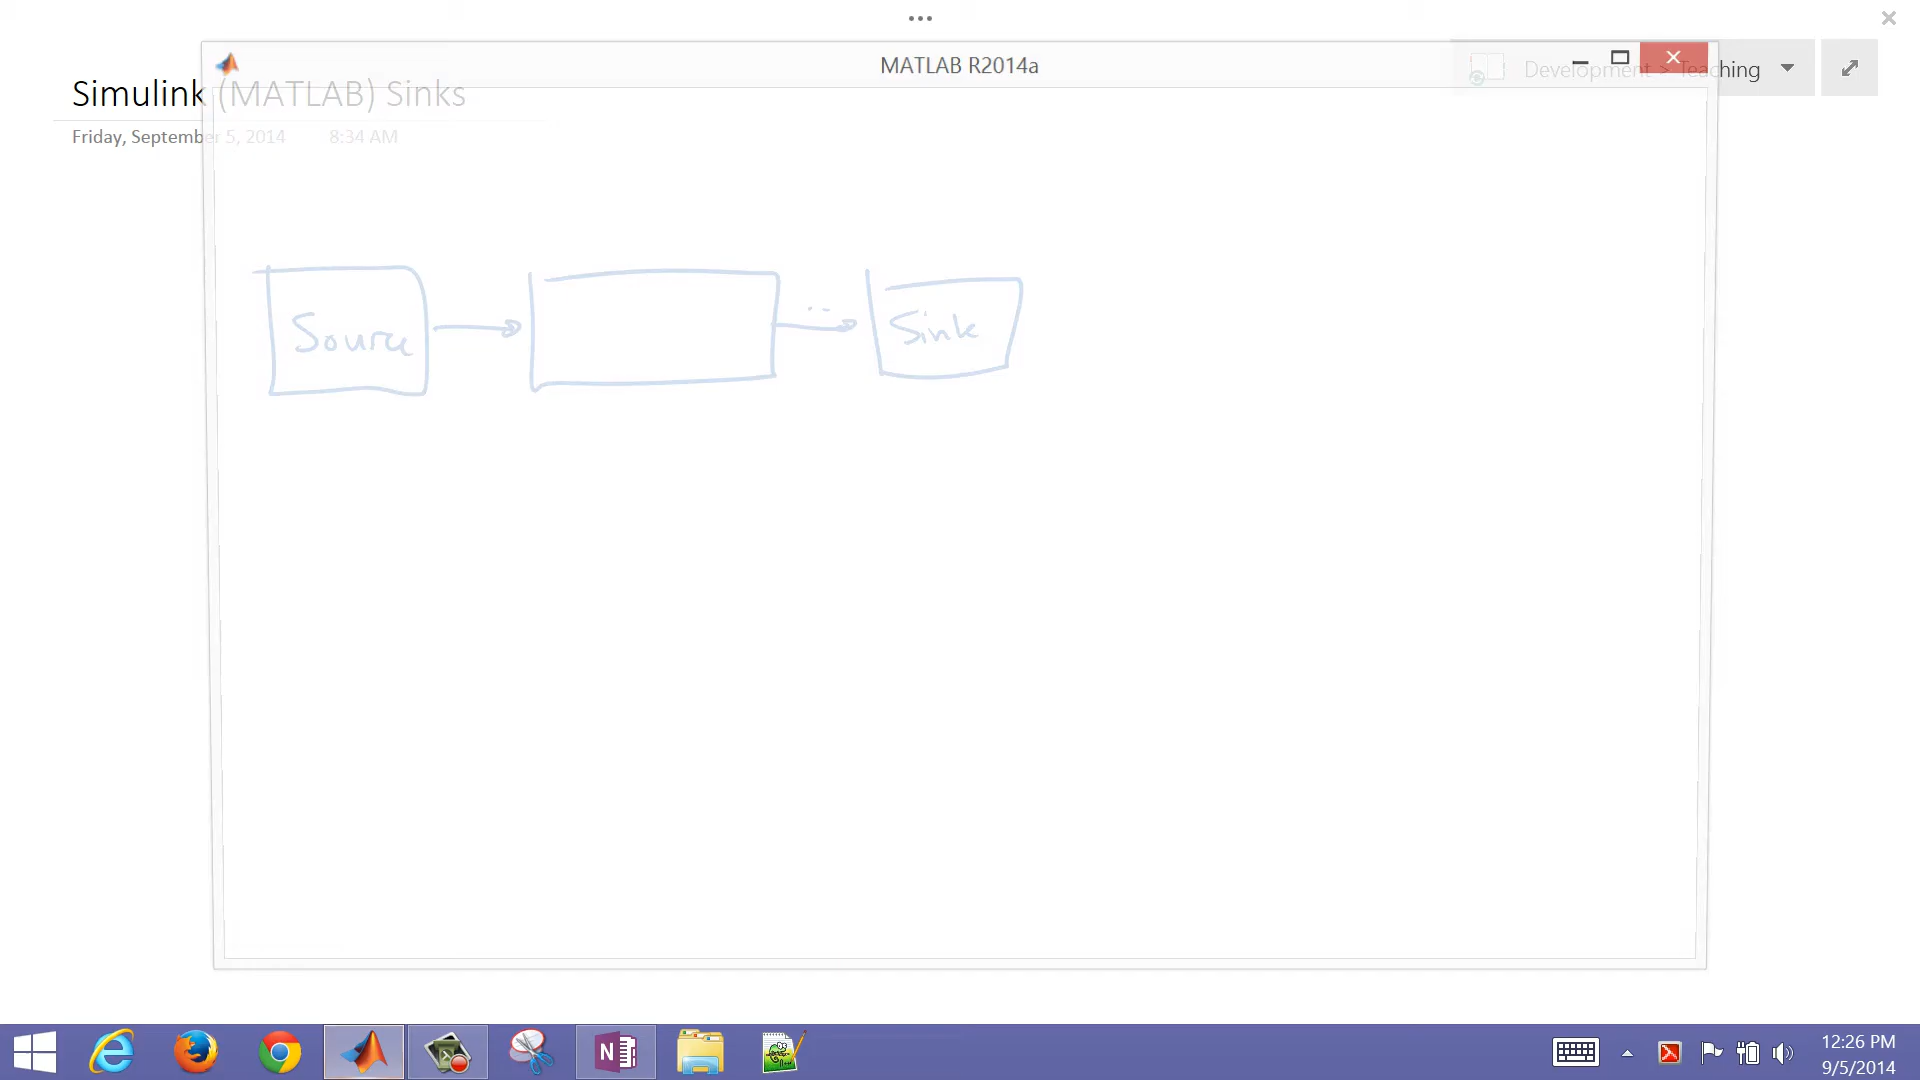 •••
MATLAB R2014a
Development > Teaching
Simulink (MATLAB) Sinks
Friday, September 5, 2014 8:34 AM
Source
Sink
N
12:26 PM
9/5/2014